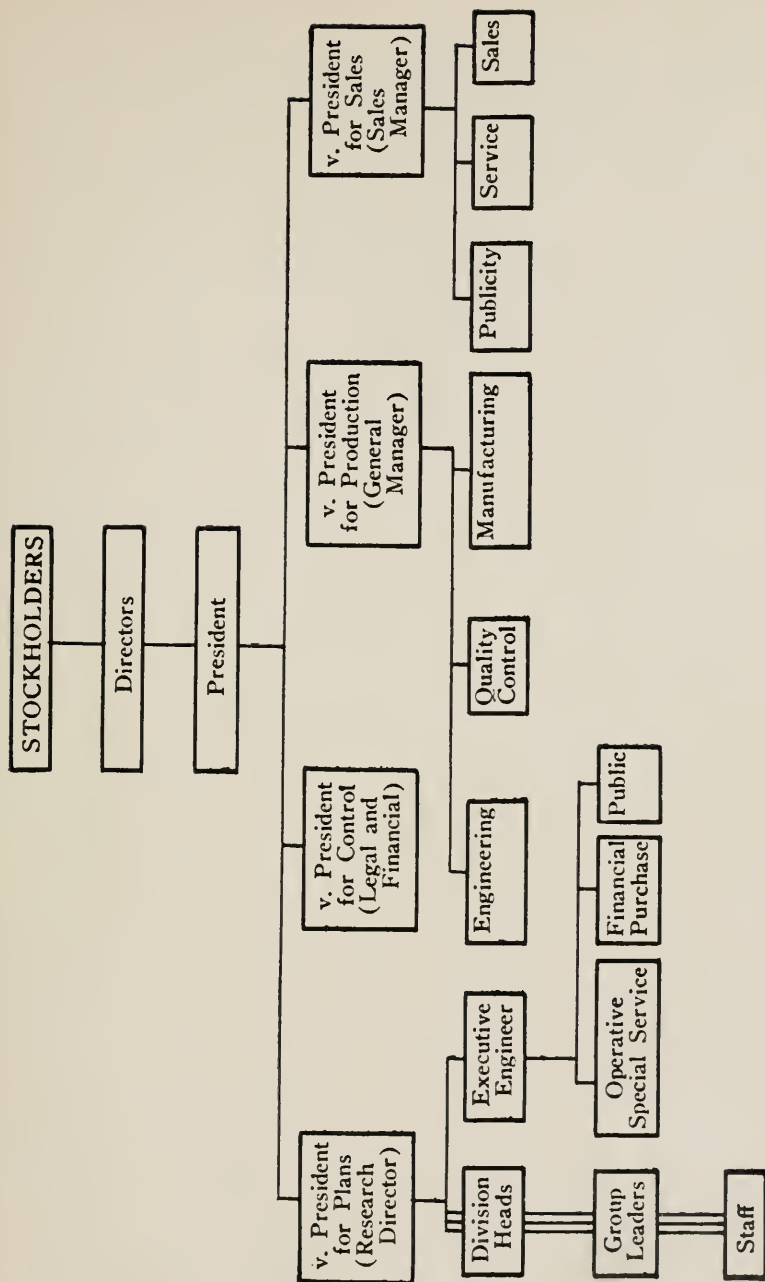 STOCKHOLDERS
Directors
President
v. President
for Plans
(Research
Director)
v. President
for Control
(Legal and
Financial)
v. President
for Production
(General
Manager)
v. President
for Sales
(Sales
Manager)
Division
Heads
Executive
Engineer
Engineering
Quality
Control
Manufacturing
Publicity
Service
Sales
Group
Leaders
Operative
Special Service
Financial
Purchase
Public
Staff